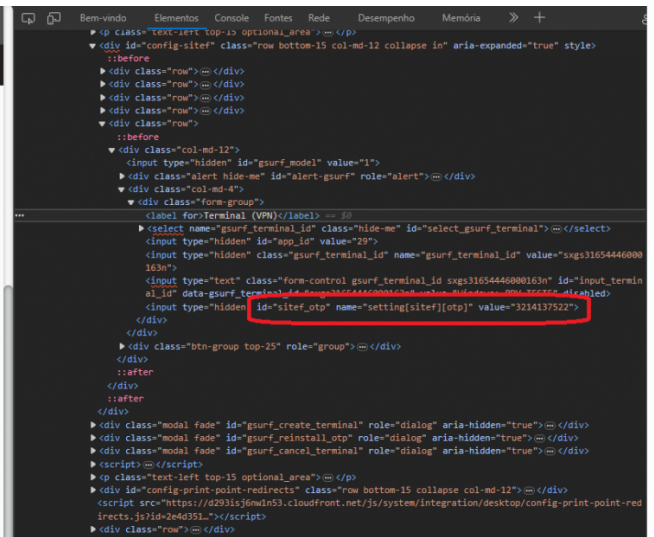 Bem-vindo Elementos Console Fontes Rede Desempenho Memória
<p class="text-left top-15 optional_area">…</p>
<div id="config-sitef" class="row bottom-15 col-md-12 collapse in" aria-expanded="true" style>
::before
<div class="row">…</div>
<div class="row">…</div>
<div class="row">…</div>
<div class="row">…</div>
<div class="row">
::before
<div class="col-md-12">
<input type="hidden" id="gsurf_model" value="1">
<div class="alert hide-me" id="alert-gsurf" role="alert">…</div>
<div class="col-md-4">
<div class="form-group">
<label for>Terminal (VPN)</label> == $0
<select name="gsurf_terminal_id" class="hide-me" id="select_gsurf_terminal">…</select>
<input type="hidden" id="app_id" value="29">
<input type="hidden" class="gsurf_terminal_id" name="gsurf_terminal_id" value="sxgs31654446000
163n">
<input type="text" class="form-control gsurf_terminal_id sxgs31654446000163n" id="input_termin
al_id" data-gsurf_terminal_id= disabled>
<input type="hidden id="sitef_otp" name="setting[sitef][otp]" value="3214137522">
</div>
</div>
<div class="btn-group top-25" role="group">…</div>
</div>
::after
</div>
::after
</div>
<div class="modal fade" id="gsurf_create_terminal" role="dialog" aria-hidden="true">…</div>
<div class="modal fade" id="gsurf_reinstall_otp" role="dialog" aria-hidden="true">…</div>
<div class="modal fade" id="gsurf_cancel_terminal" role="dialog" aria-hidden="true">…</div>
<script>…</script>
<p class="text-left top-15 optional_area">…</p>
<div id="config-print-point-redirects" class="row bottom-15 collapse col-md-12">…</div>
<script src="https://d293isj6nwln53.cloudfront.net/js/system/integration/desktop/config-print-point-red
irects.js?id=2e4d351…"></script>
<div class="row">…</div>